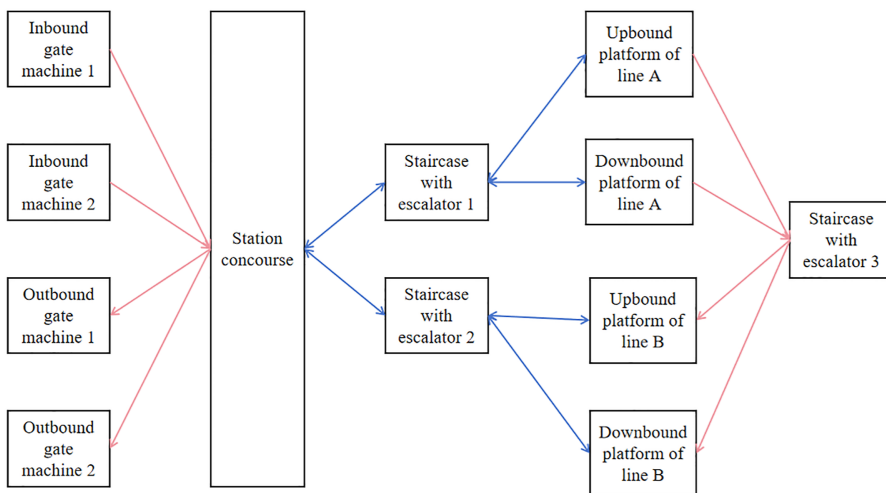 Inbound
gate
machine 1
Inbound
gate
machine 2
Outbound
gate
machine 1
Outbound
gate
machine 2
Station
concourse
Staircase
with
escalator 1
Staircase
with
escalator 2
Upbound
platform of
line A
Downbound
platform of
line A
Upbound
platform of
line B
Downbound
platform of
line B
Staircase
with
escalator 3